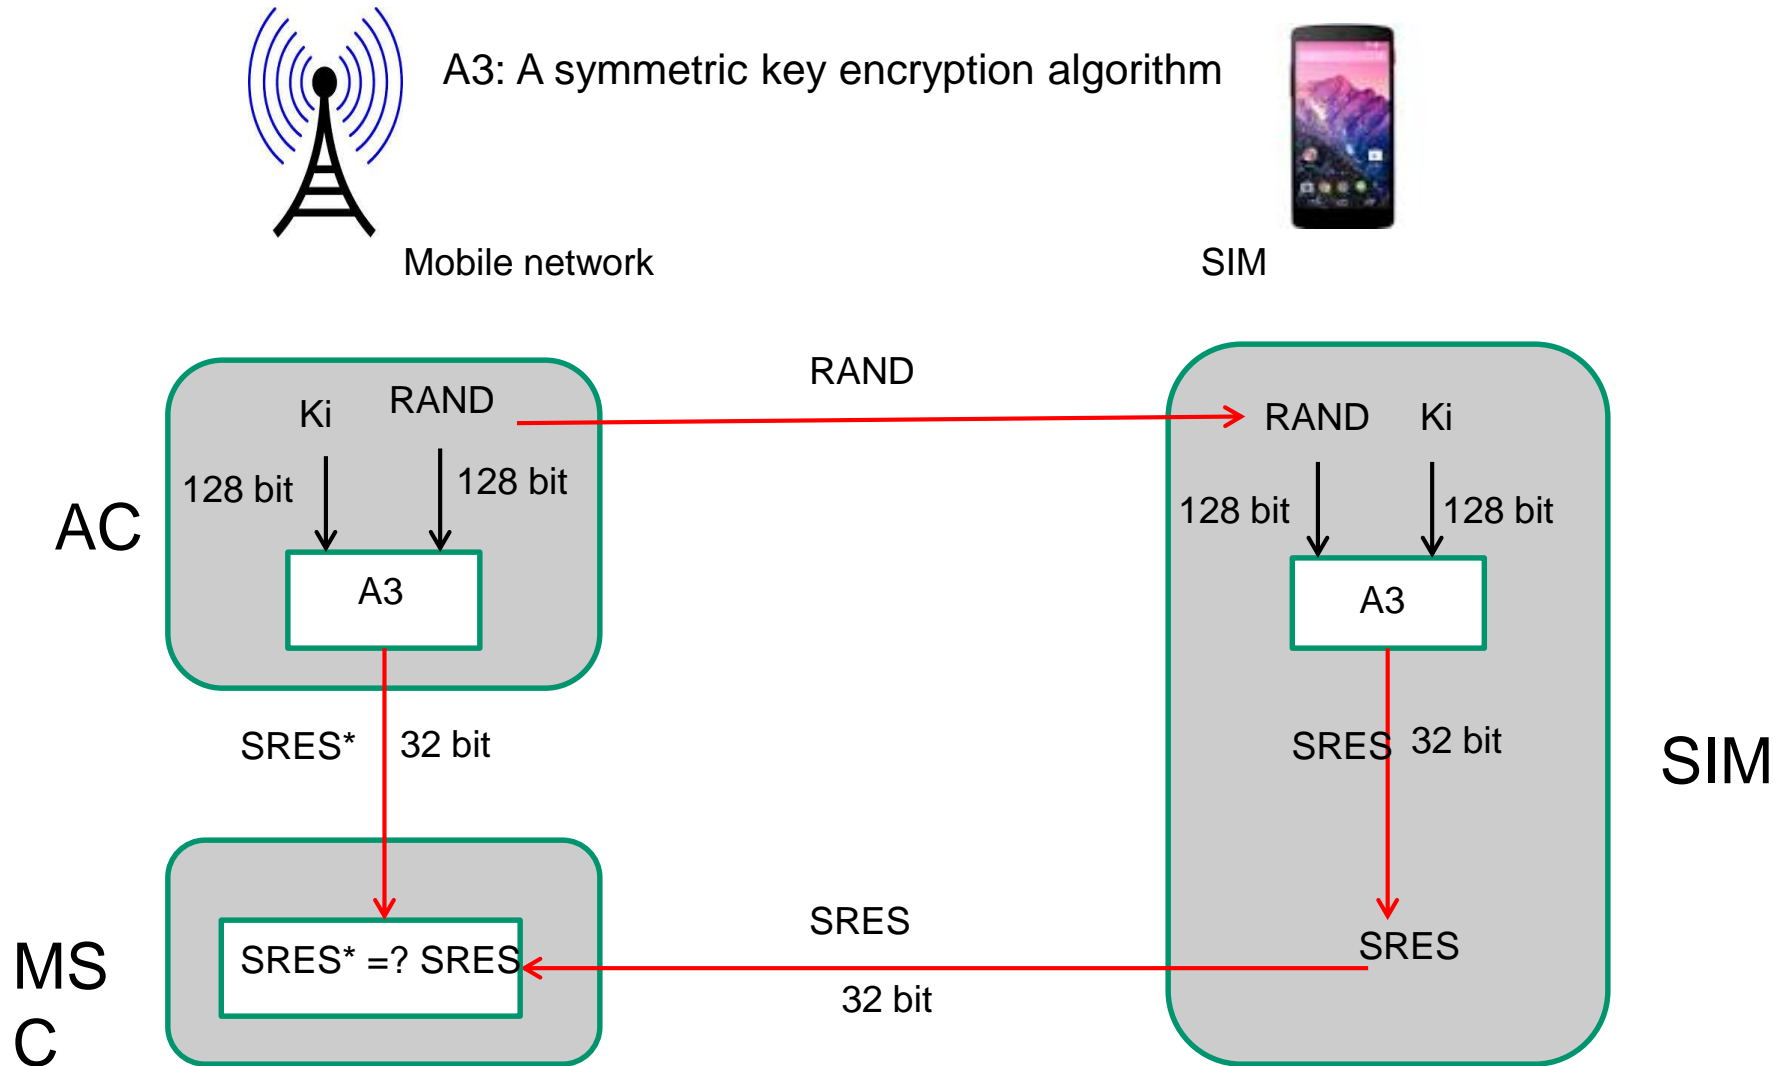 A3: A symmetric key encryption algorithm
Mobile network
SIM
RAND
Ki
RAND
RAND
Ki
128 bit
128 bit
128 bit
128 bit
AC
A3
A3
SRES*
32 bit
SRES
32 bit
SIM
SRES
SRES
SRES* =? SRES
32 bit
MS
C